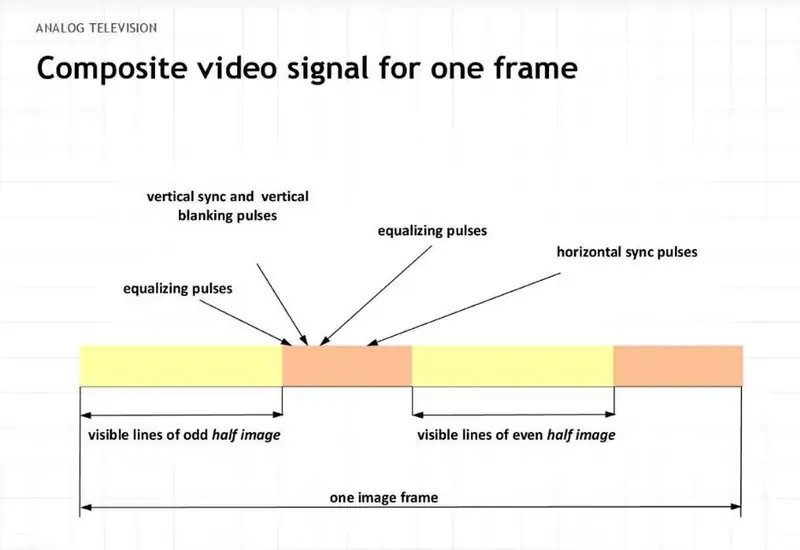 ANALOG TELEVISION
Composite video signal for one frame
vertical sync and vertical
blanking pulses
equalizing pulses
horizontal sync pulses
equalizing pulses
visible lines of odd half image
visible lines of even half image
one image frame